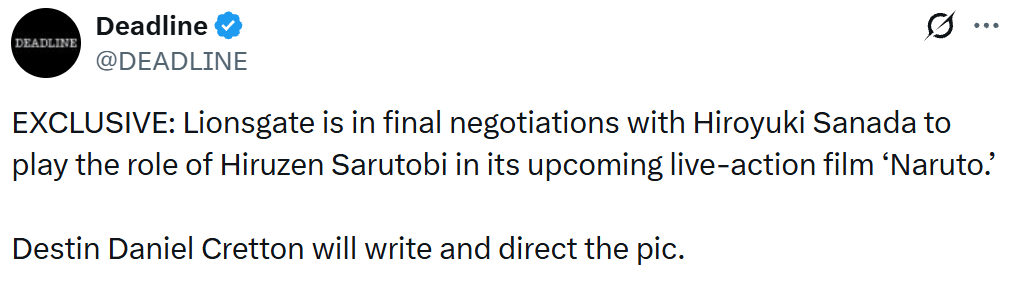 DEADLINE
Deadline
@DEADLINE
EXCLUSIVE: Lionsgate is in final negotiations with Hiroyuki Sanada to
play the role of Hiruzen Sarutobi in its upcoming live-action film ‘Naruto.’
Destin Daniel Cretton will write and direct the pic.